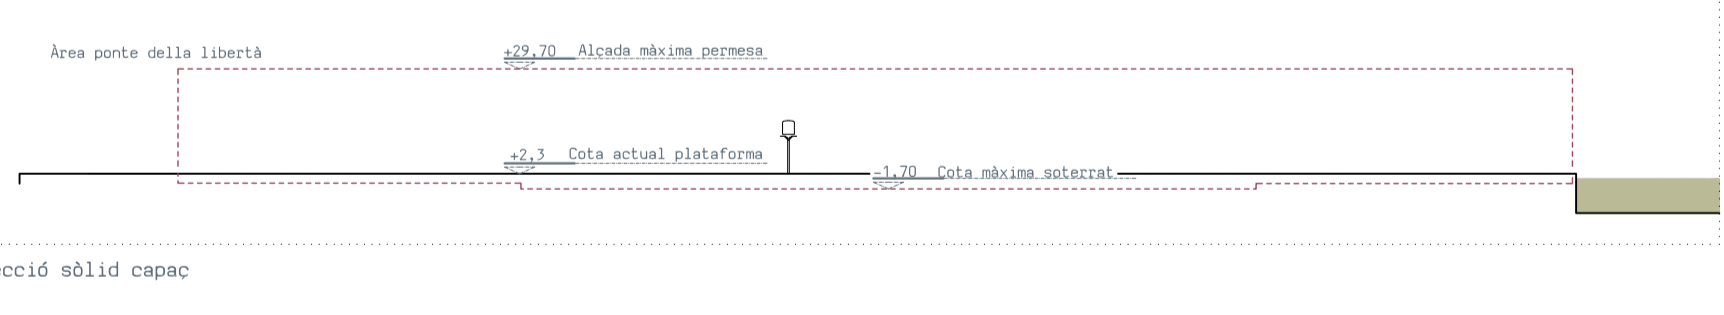 Àrea ponte della libertà
+29,70 Alçada màxima permesa
+2,3 Cota actual plataforma
-1,70 Cota màxima soterrat
ecció sòlid capaç